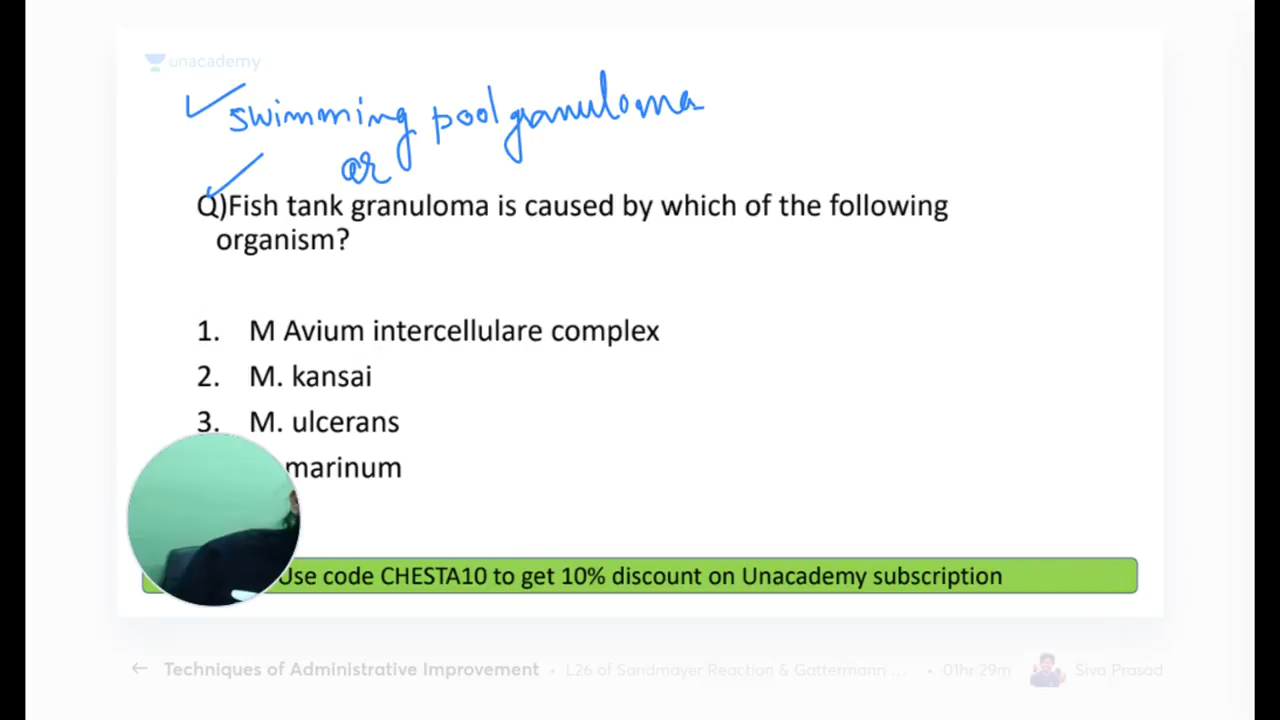 unacademy
swimming pool granuloma
or
Q)Fish tank granuloma is caused by which of the following
organism?
1. M Avium intercellulare complex
2. M. kansai
3. M. ulcerans
marinum
Use code CHESTA10 to get 10% discount on Unacademy subscription
← Techniques of Administrative Improvement • L26 of Sandmayer Reaction & Gattermann ... • 01hr 29m Siva Prasad